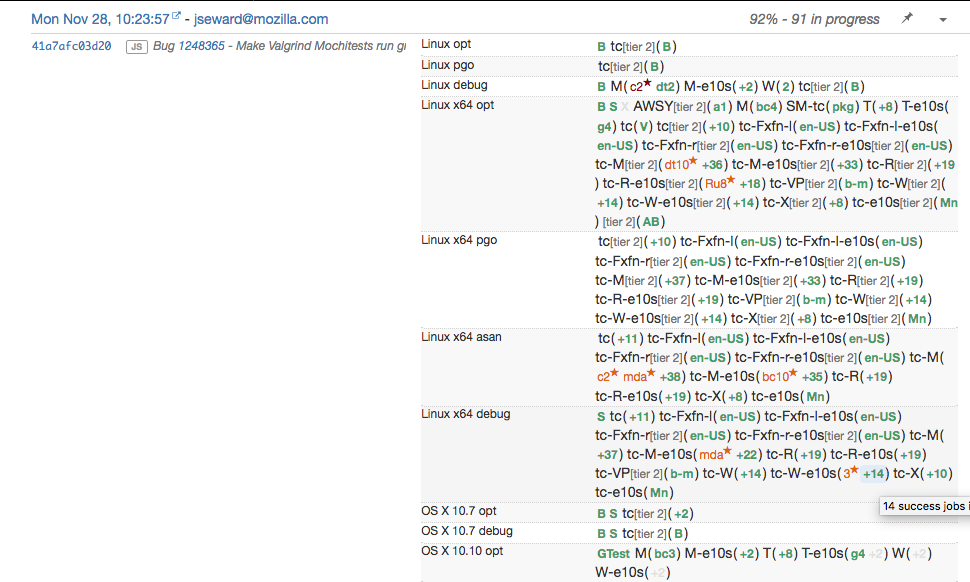 Mon Nov 28, 10:23:57 - jseward@mozilla.com
92% - 91 in progress
41a7afc03d20 JS Bug 1248365 - Make Valgrind Mochitests run
Linux opt
B tc[tier 2](B)
Linux pgo
tc[tier 2](B)
Linux debug
B M(c2★ dt2) M-e10s(+2) W(2) tc[tier 2](B)
Linux x64 opt
B S X AWSY[tier 2](a1) M(bc4) SM-tc(pkg) T(+8) T-e10s(
g4) tc(V) tc[tier 2](+10) tc-Fxfn-l(en-US) tc-Fxfn-l-e10s(
en-US) tc-Fxfn-r[tier 2](en-US) tc-Fxfn-r-e10s[tier 2](en-US)
tc-M[tier 2](dt10★ +36) tc-M-e10s[tier 2](+33) tc-R[tier 2](+19
) tc-R-e10s[tier 2](Ru8★ +18) tc-VP[tier 2](b-m) tc-W[tier 2](
+14) tc-W-e10s[tier 2](+14) tc-X[tier 2](+8) tc-e10s[tier 2](Mn
) [tier 2](AB)
Linux x64 pgo
tc[tier 2](+10) tc-Fxfn-l(en-US) tc-Fxfn-l-e10s(en-US)
tc-Fxfn-r[tier 2](en-US) tc-Fxfn-r-e10s[tier 2](en-US)
tc-M[tier 2](+37) tc-M-e10s[tier 2](+33) tc-R[tier 2](+19)
tc-R-e10s[tier 2](+19) tc-VP[tier 2](b-m) tc-W[tier 2](+14)
tc-W-e10s[tier 2](+14) tc-X[tier 2](+8) tc-e10s[tier 2](Mn)
Linux x64 asan
tc(+11) tc-Fxfn-l(en-US) tc-Fxfn-l-e10s(en-US)
tc-Fxfn-r[tier 2](en-US) tc-Fxfn-r-e10s[tier 2](en-US) tc-M(
c2★ mda★ +38) tc-M-e10s(bc10★ +35) tc-R(+19)
tc-R-e10s(+19) tc-X(+8) tc-e10s(Mn)
Linux x64 debug
S tc(+11) tc-Fxfn-l(en-US) tc-Fxfn-l-e10s(en-US)
tc-Fxfn-r[tier 2](en-US) tc-Fxfn-r-e10s[tier 2](en-US) tc-M(
+37) tc-M-e10s(mda★ +22) tc-R(+19) tc-R-e10s(+19)
tc-VP[tier 2](b-m) tc-W(+14) tc-W-e10s(3★ +14) tc-X(+10)
tc-e10s(Mn)
14 success jobs
OS X 10.7 opt
B S tc[tier 2](+2)
OS X 10.7 debug
B S tc[tier 2](B)
OS X 10.10 opt
GTest M(bc3) M-e10s(+2) T(+8) T-e10s(g4 +2) W(+2)
W-e10s(+2)